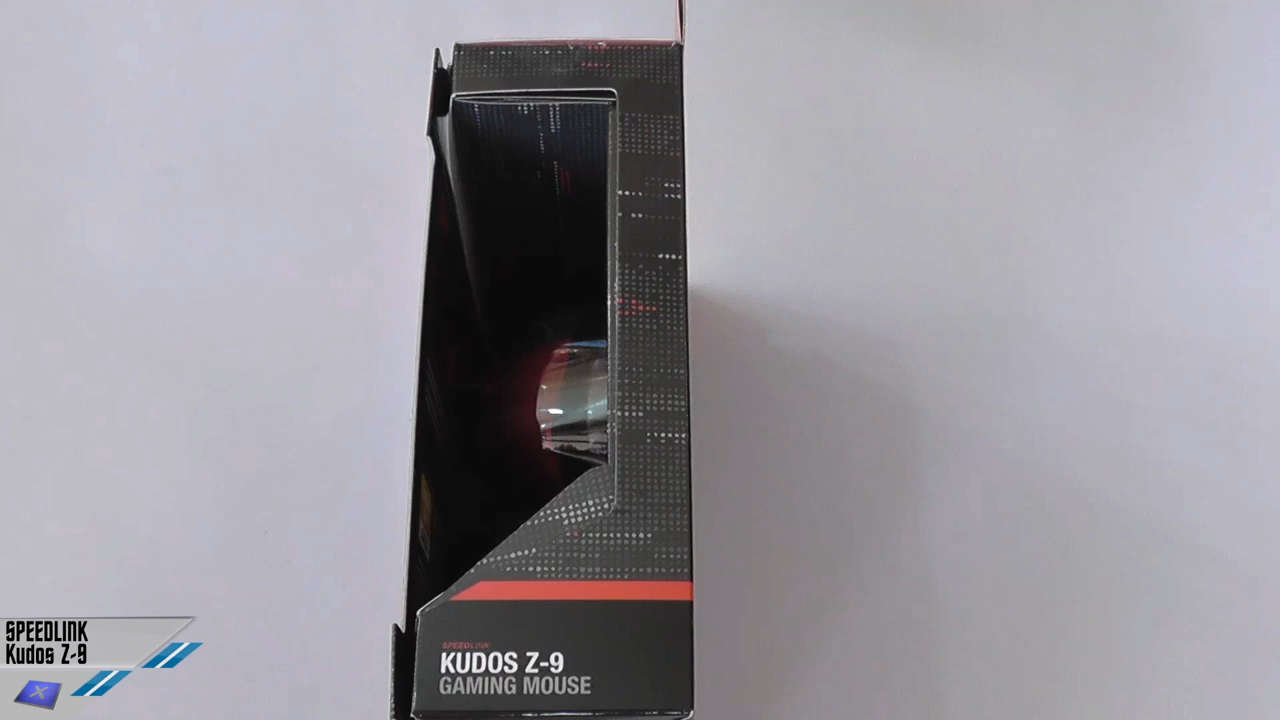 SPEEDLINK
KUDOS Z-9
GAMING MOUSE
SPEEDLINK
Kudos Z-9
X